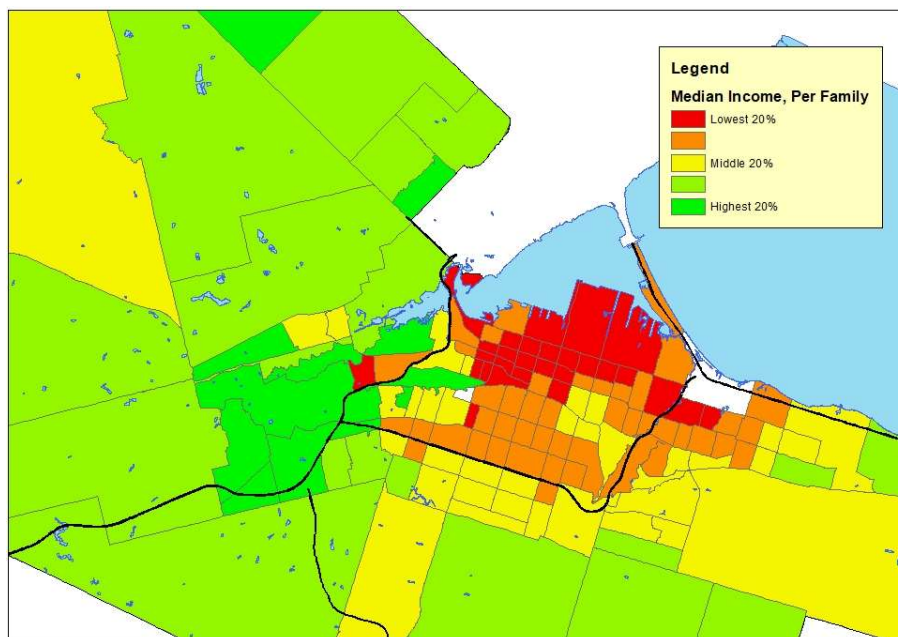 Legend
Median Income, Per Family
Lowest 20%
Middle 20%
Highest 20%